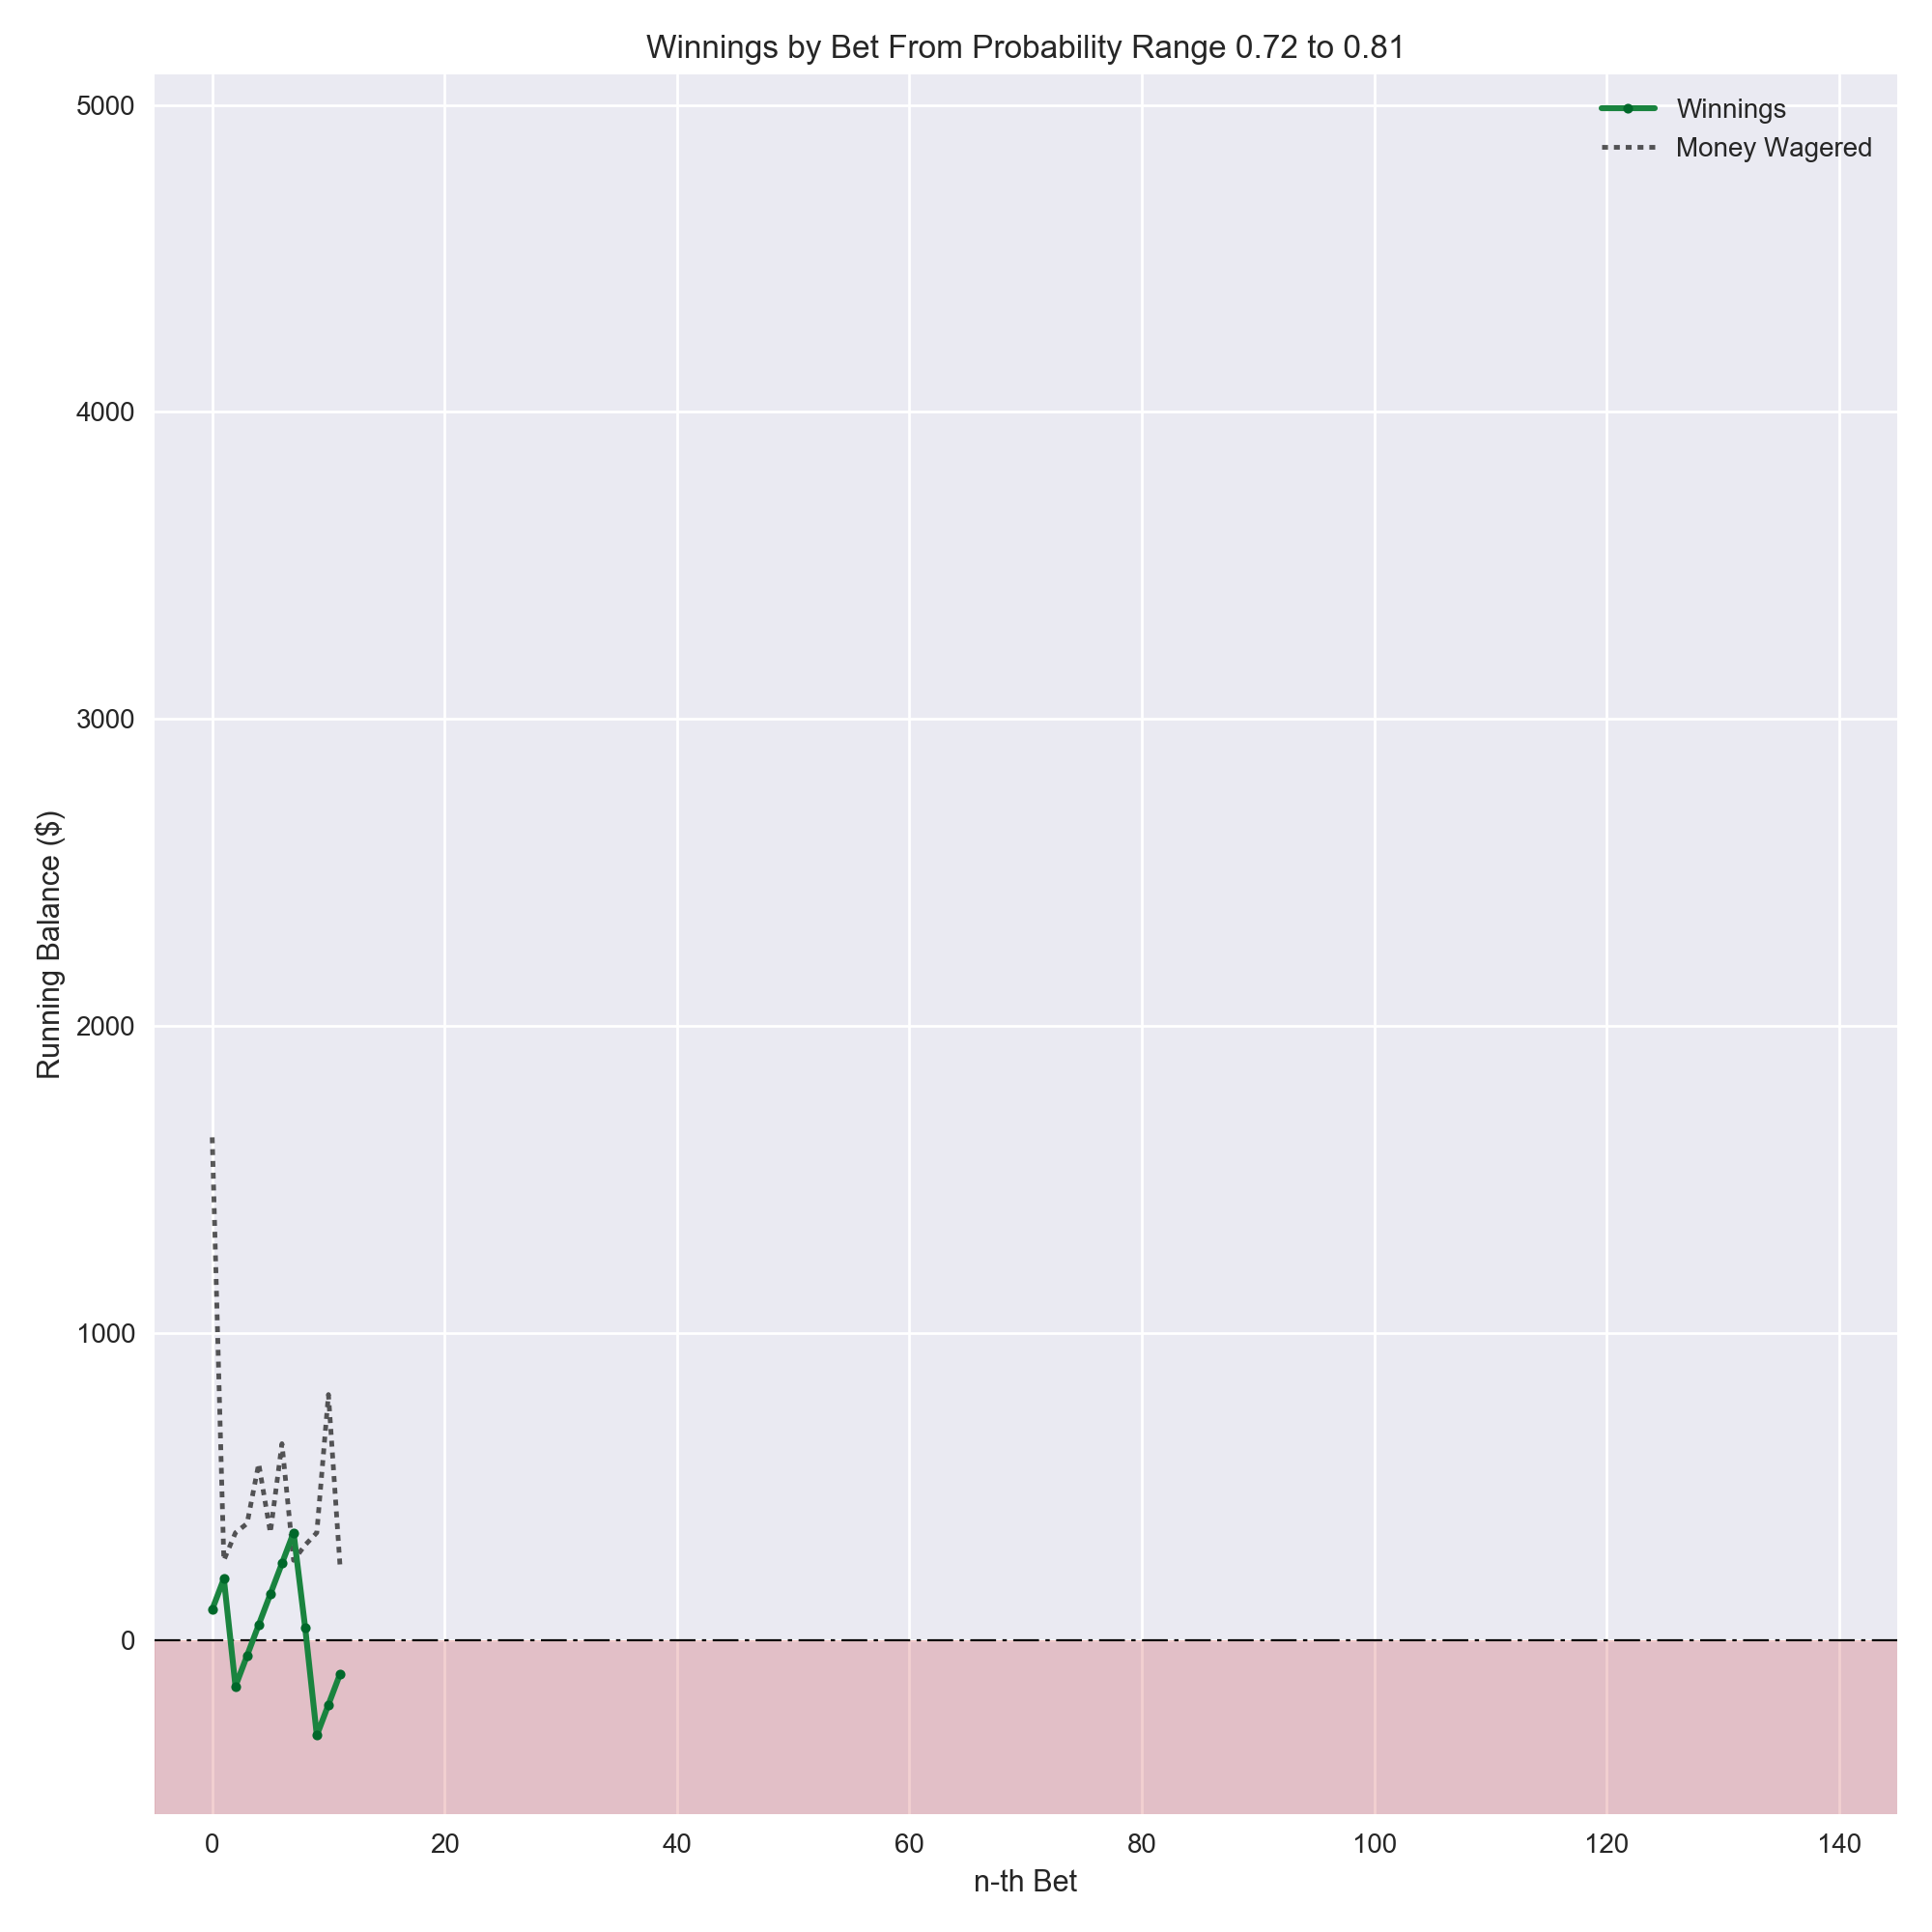 Winnings by Bet From Probability Range 0.72 to 0.81
Winnings
Money Wagered
Running Balance ($)
5000
4000
3000
2000
1000
0
0 20 40 60 80 100 120 140
n-th Bet